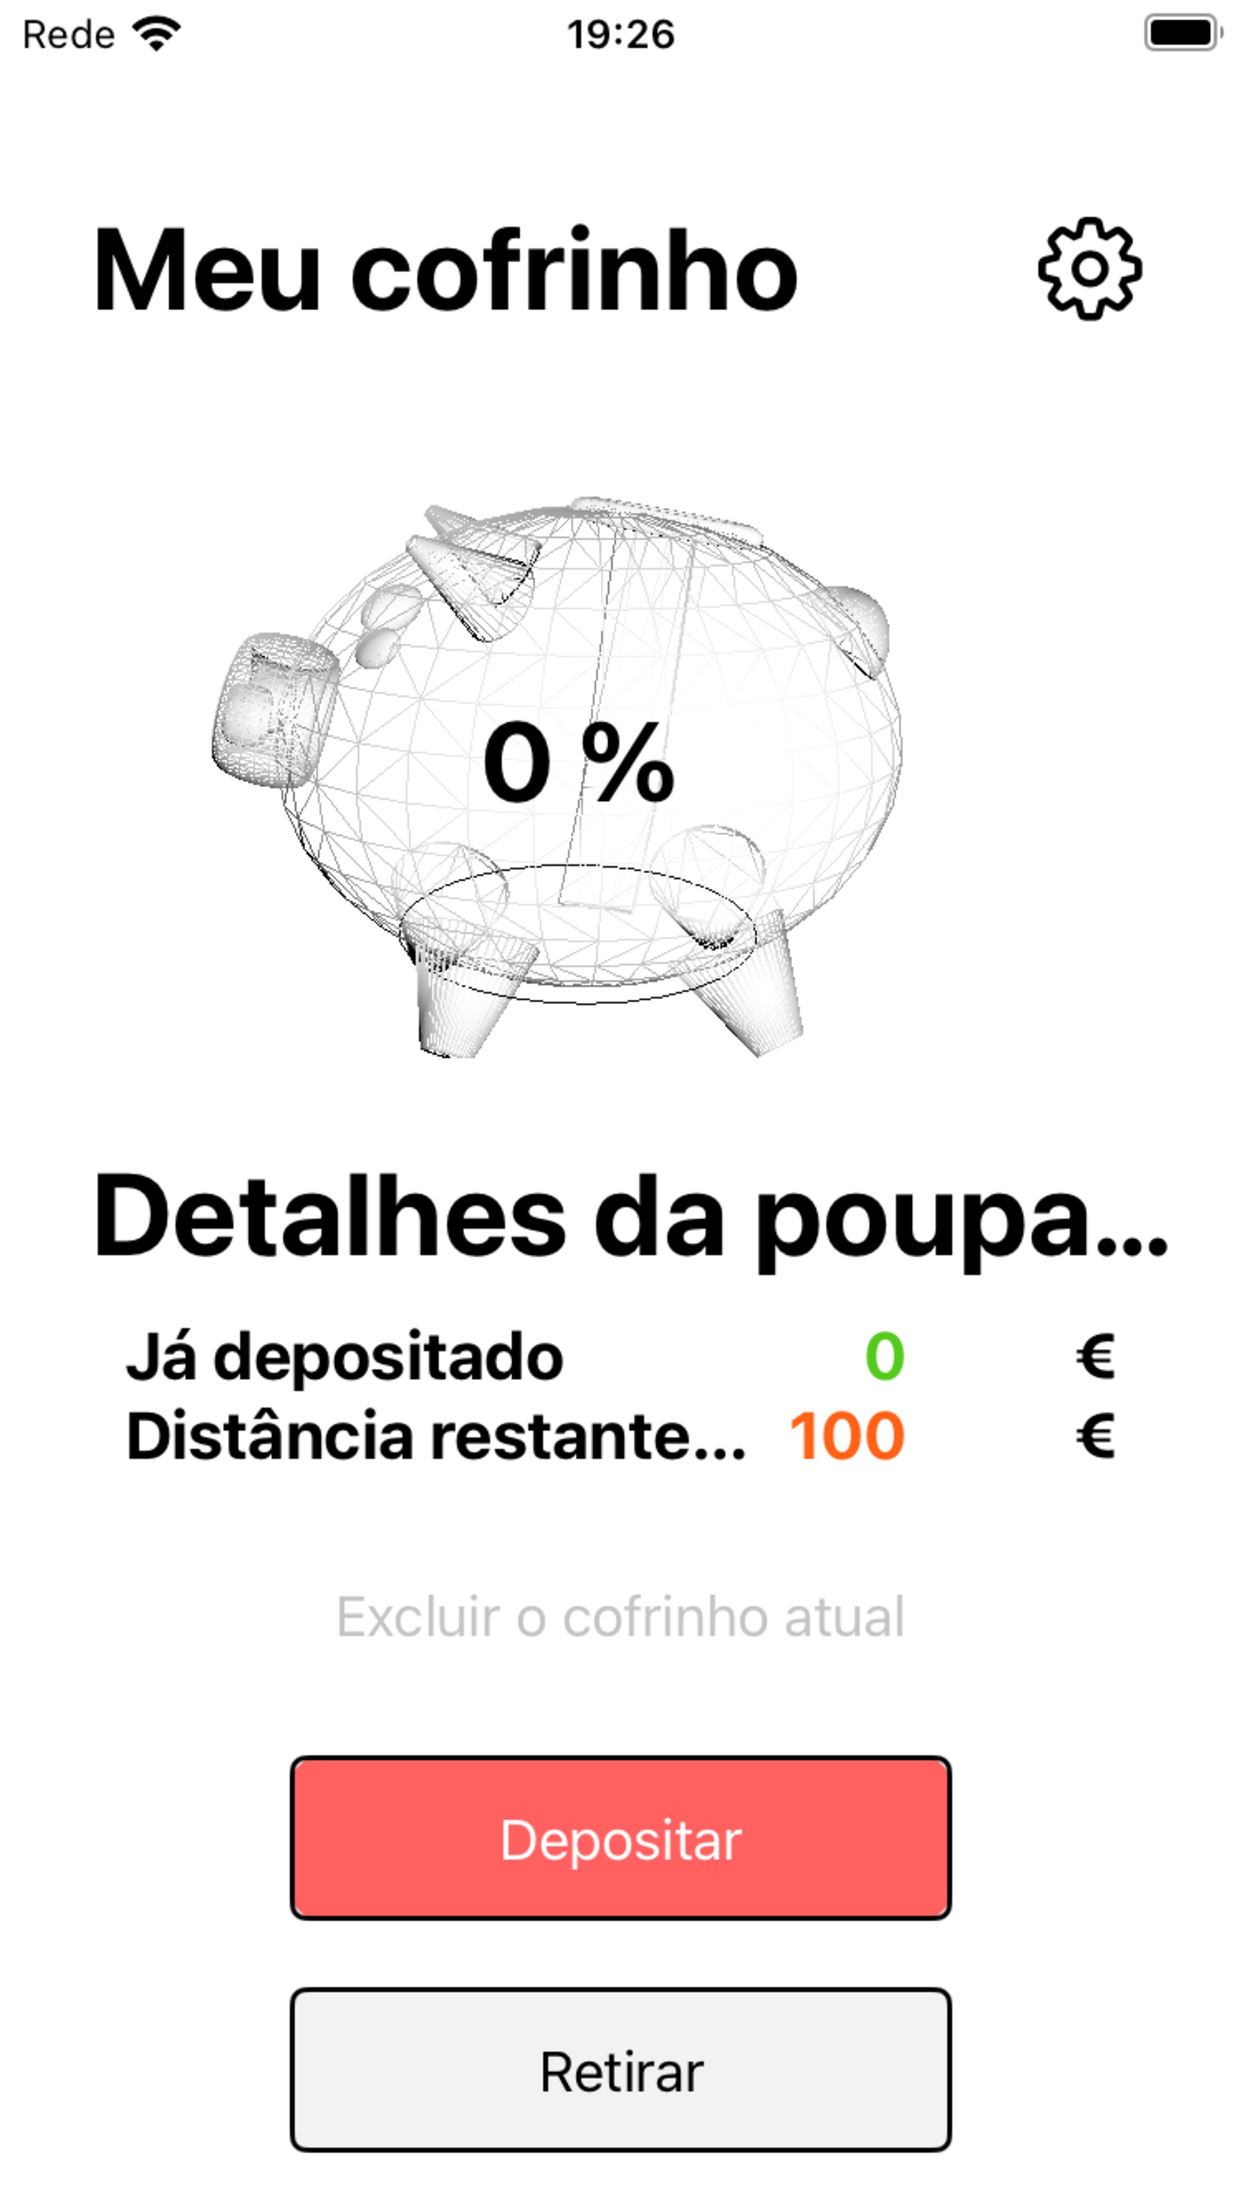 Rede 19:26
Meu cofrinho
0 %
Detalhes da poupa...
Já depositado 0 €
Distância restante... 100 €
Excluir o cofrinho atual
Depositar
Retirar